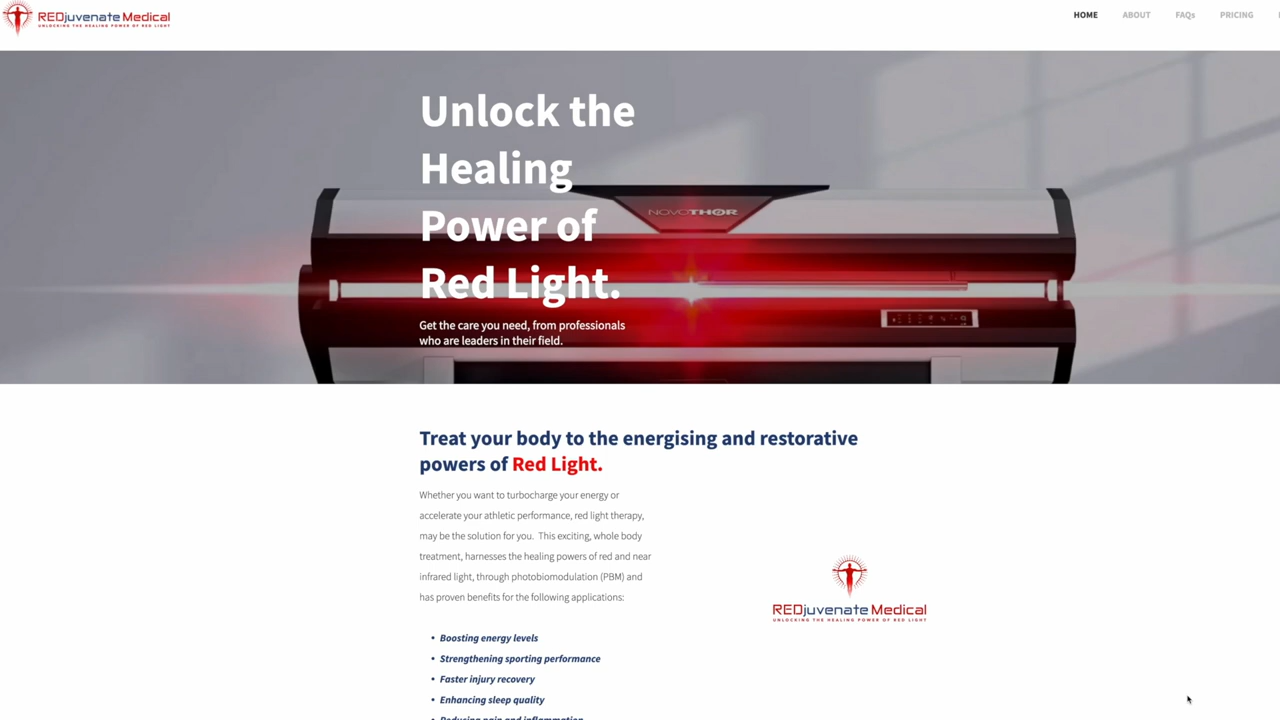 REDjuvenate Medical
UNLOCKING THE HEALING POWER OF RED LIGHT
HOME ABOUT FAQs PRICING
Unlock the
Healing
Power of
Red Light.
NOVOTHOR
Get the care you need, from professionals
who are leaders in their field.
Treat your body to the energising and restorative
powers of Red Light.
Whether you want to turbocharge your energy or
accelerate your athletic performance, red light therapy,
may be the solution for you. This exciting, whole body
treatment, harnesses the healing powers of red and near
infrared light, through photobiomodulation (PBM) and
has proven benefits for the following applications:
• Boosting energy levels
• Strengthening sporting performance
• Faster injury recovery
• Enhancing sleep quality
• Reducing pain and inflammation
REDjuvenate Medical
UNLOCKING THE HEALING POWER OF RED LIGHT